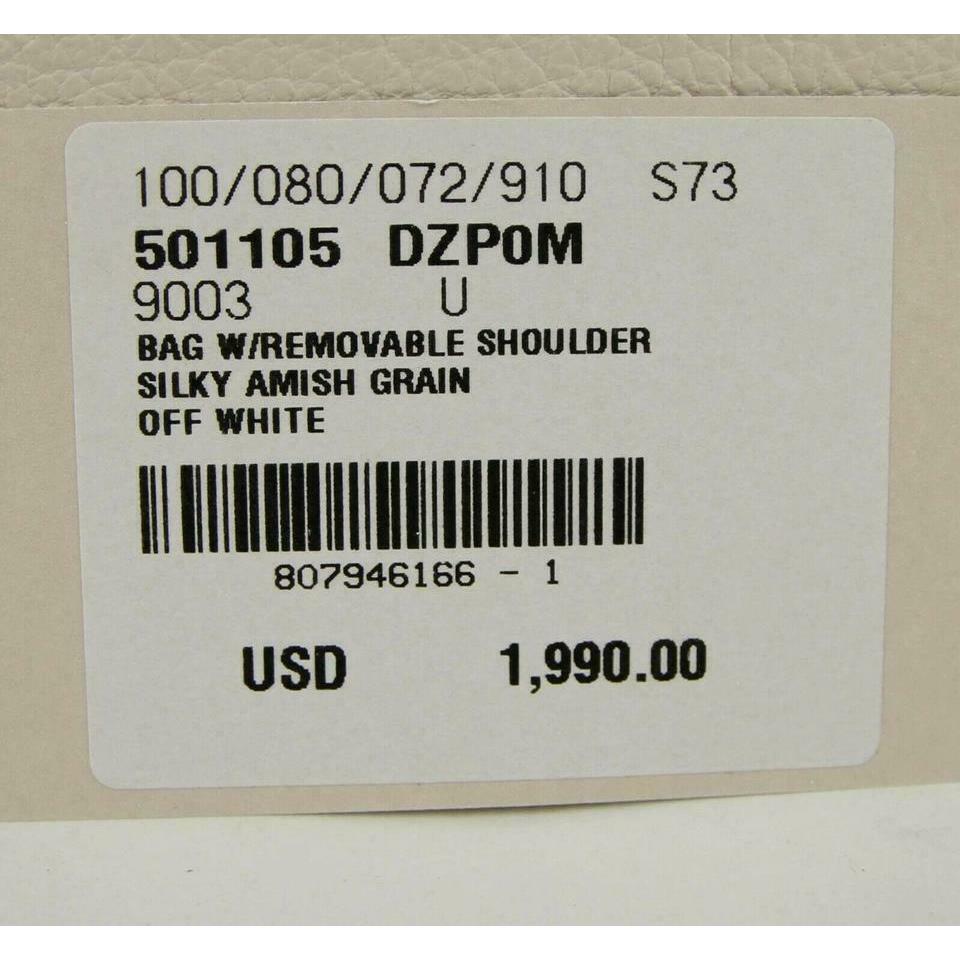 100/080/072/910 S73
501105 DZP0M
9003 U
BAG W/REMOVABLE SHOULDER
SILKY AMISH GRAIN
OFF WHITE
807946166 - 1
USD 1,990.00